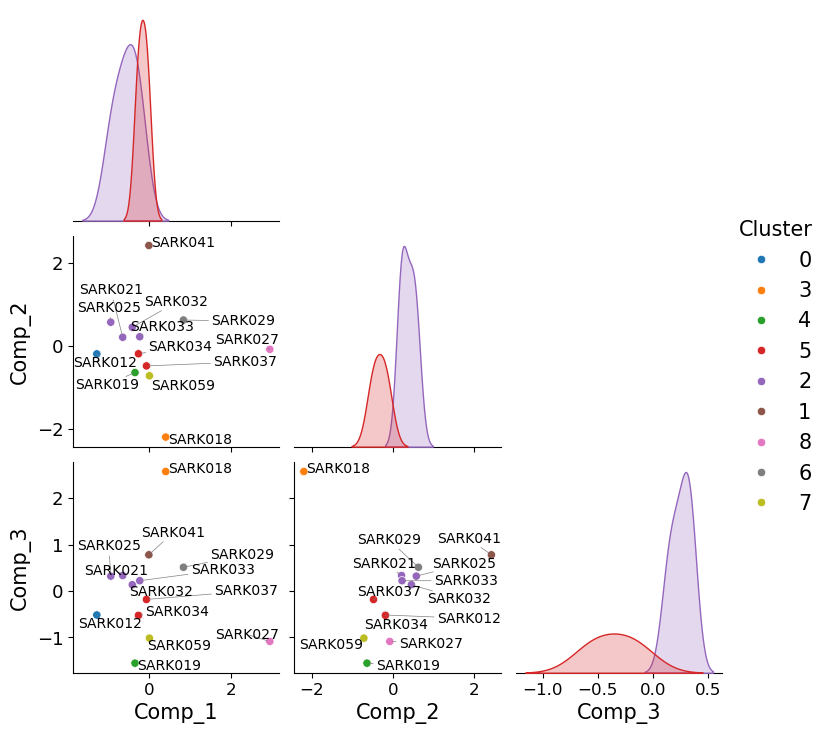 Cluster
0
3
4
5
2
1
8
6
7
Comp_2
2
0
−2
SARK041
SARK021
SARK032
SARK025
SARK033
SARK029
SARK027
SARK034
SARK012
SARK037
SARK019
SARK059
SARK018
Comp_3
2
1
0
−1
SARK018
SARK041
SARK025
SARK029
SARK021
SARK033
SARK032
SARK037
SARK034
SARK012
SARK027
SARK059
SARK019
SARK018
SARK029
SARK041
SARK021
SARK025
SARK033
SARK037
SARK032
SARK012
SARK034
SARK059
SARK027
SARK019
0
2
−2
0
2
−1.0
−0.5
0.0
0.5
Comp_1
Comp_2
Comp_3